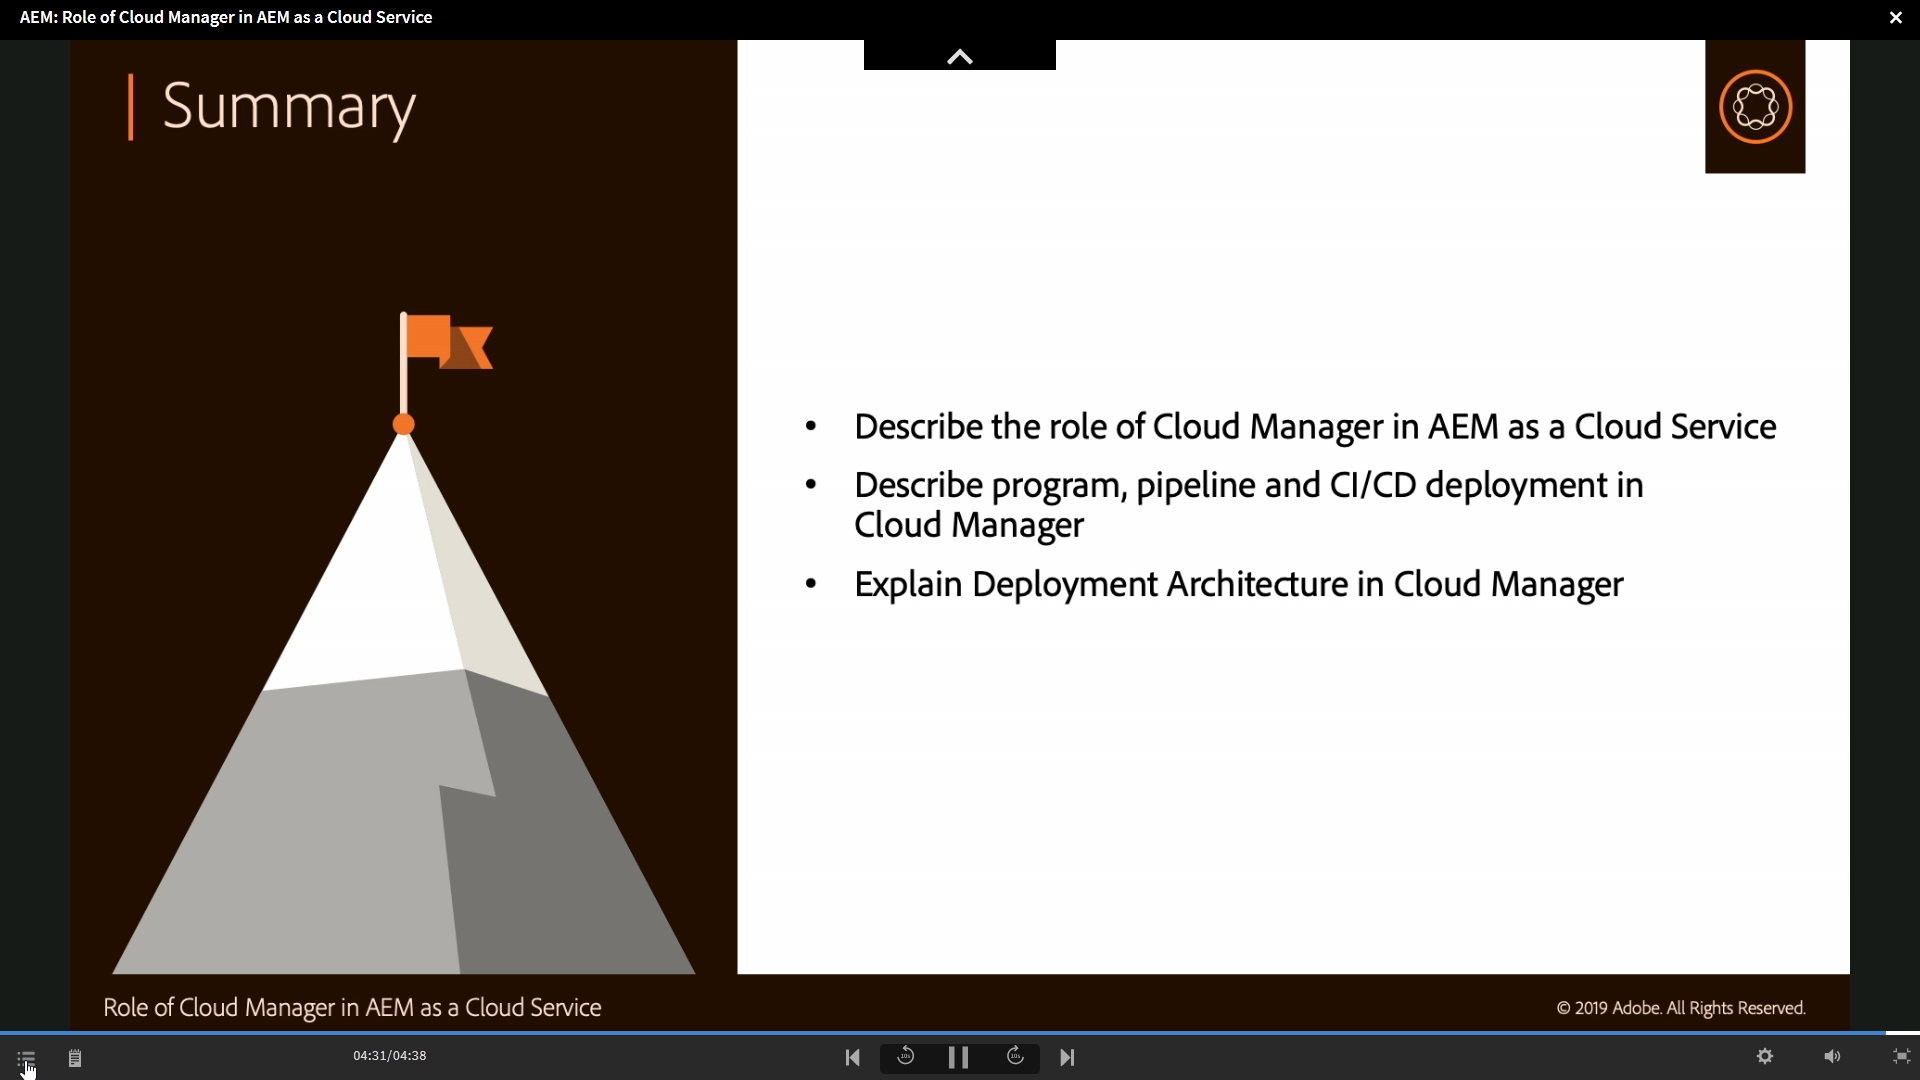 AEM: Role of Cloud Manager in AEM as a Cloud Service
Summary
• Describe the role of Cloud Manager in AEM as a Cloud Service
• Describe program, pipeline and CI/CD deployment in
Cloud Manager
• Explain Deployment Architecture in Cloud Manager
Role of Cloud Manager in AEM as a Cloud Service
© 2019 Adobe. All Rights Reserved.
04:31/04:38
10s
10s